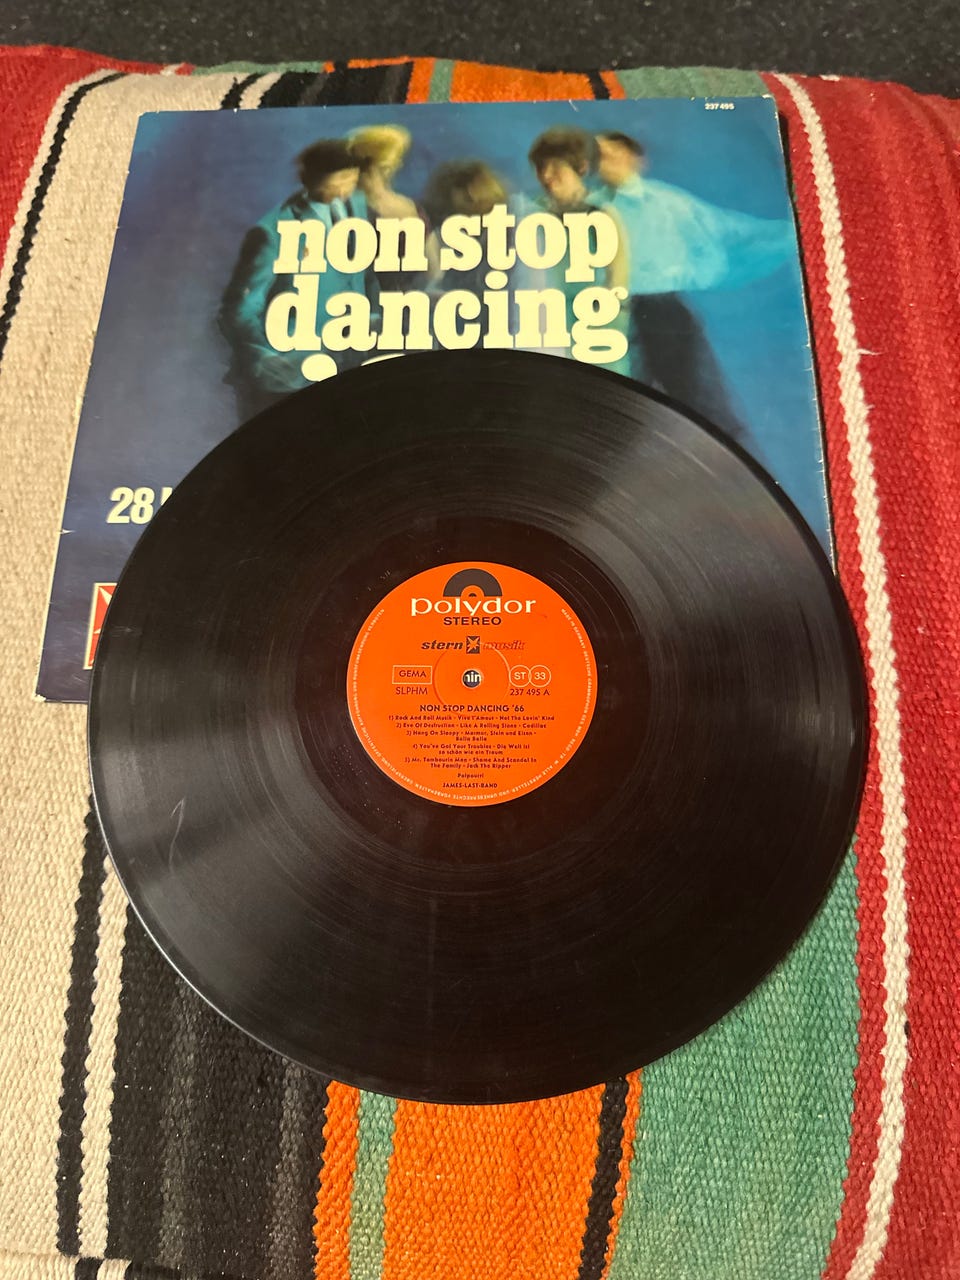 237 495
non stop
dancing
28
polydor
STEREO
stern musik
GEMA
ST 33
SLPHM
237 495 A
NON STOP DANCING '66
1) Rock And Roll Musik - Vive L'Amour - Not The Lovin' Kind
2) Eve Of Destruction - Like A Rolling Stone - Cadillac
3) Hang On Sloopy - Marmor, Stein und Eisen -
Bella Bella
4) You've Got Your Troubles - Die Welt ist
so schön wie ein Traum
5) Mr. Tambourin Man - Shame And Scandal In
The Family - Jack The Ripper
Potpourri
JAMES-LAST-BAND